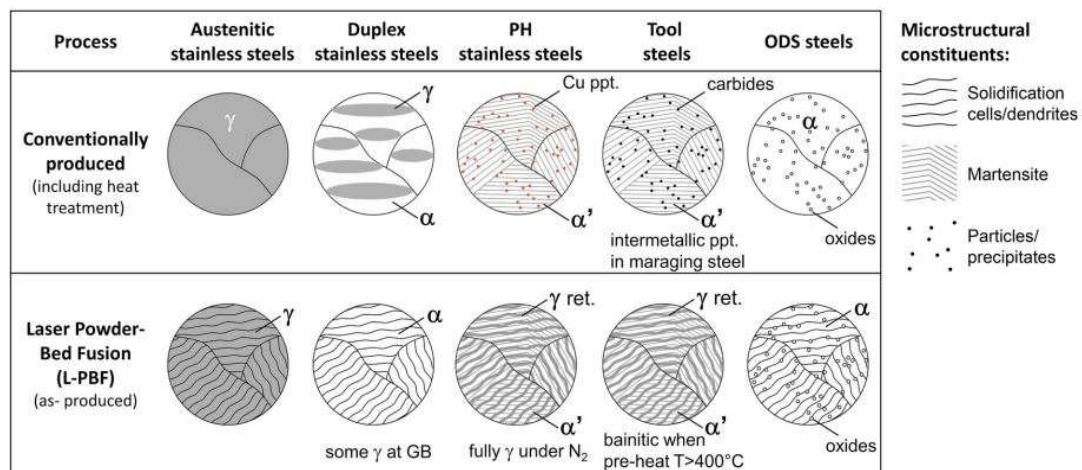 Process
Austenitic
stainless steels
Duplex
stainless steels
PH
stainless steels
Tool
steels
ODS steels
Microstructural
constituents:
Solidification
cells/dendrites
Martensite
Particles/
precipitates
Conventionally
produced
(including heat
treatment)
γ
γ
α
Cu ppt.
α'
carbides
α'
intermetallic ppt.
in maraging steel
α
oxides
Laser Powder-
Bed Fusion
(L-PBF)
(as- produced)
γ
α
some γ at GB
γ ret.
α'
fully γ under N₂
γ ret.
α'
bainitic when
pre-heat T>400°C
α
oxides